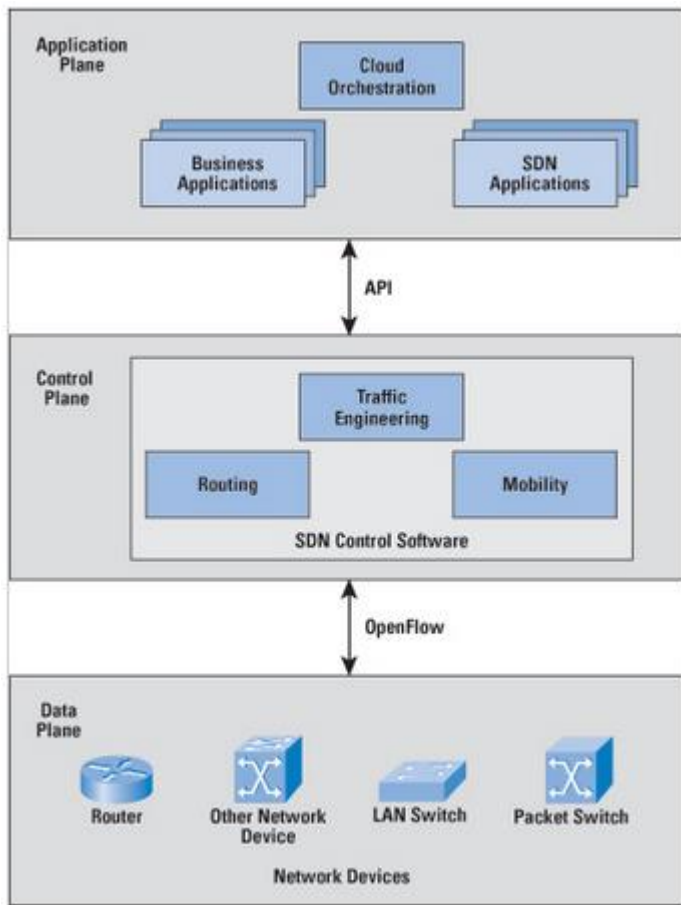 Application
Plane
Cloud
Orchestration
Business
Applications
SDN
Applications
API
Control
Plane
Traffic
Engineering
Routing
Mobility
SDN Control Software
OpenFlow
Data
Plane
Router
Other Network
Device
LAN Switch
Packet Switch
Network Devices